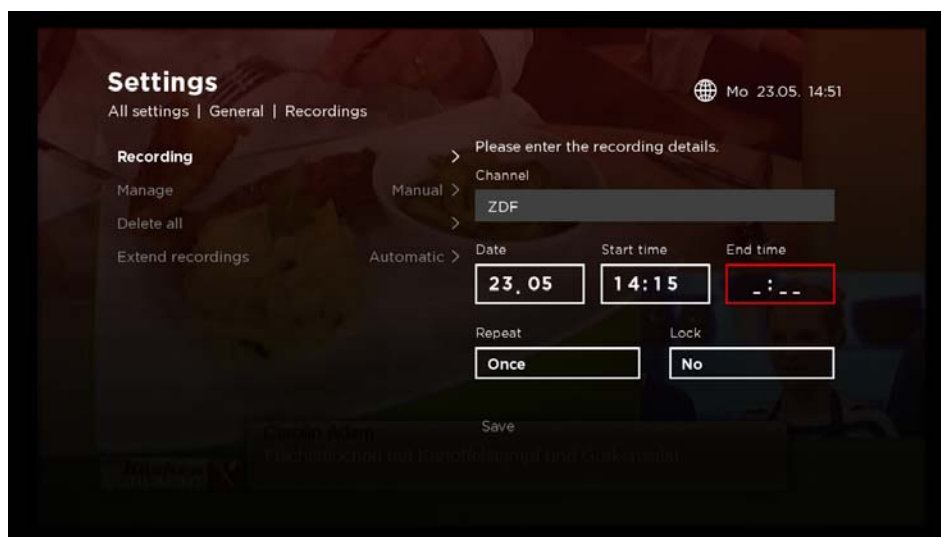 Settings
Mo 23.05. 14:51
All settings | General | Recordings
Recording >
Manage Manual >
Delete all >
Extend recordings Automatic >
Please enter the recording details.
Channel
ZDF
Date Start time End time
23. 05 14:15 _:_ _
Repeat Lock
Once No
Save